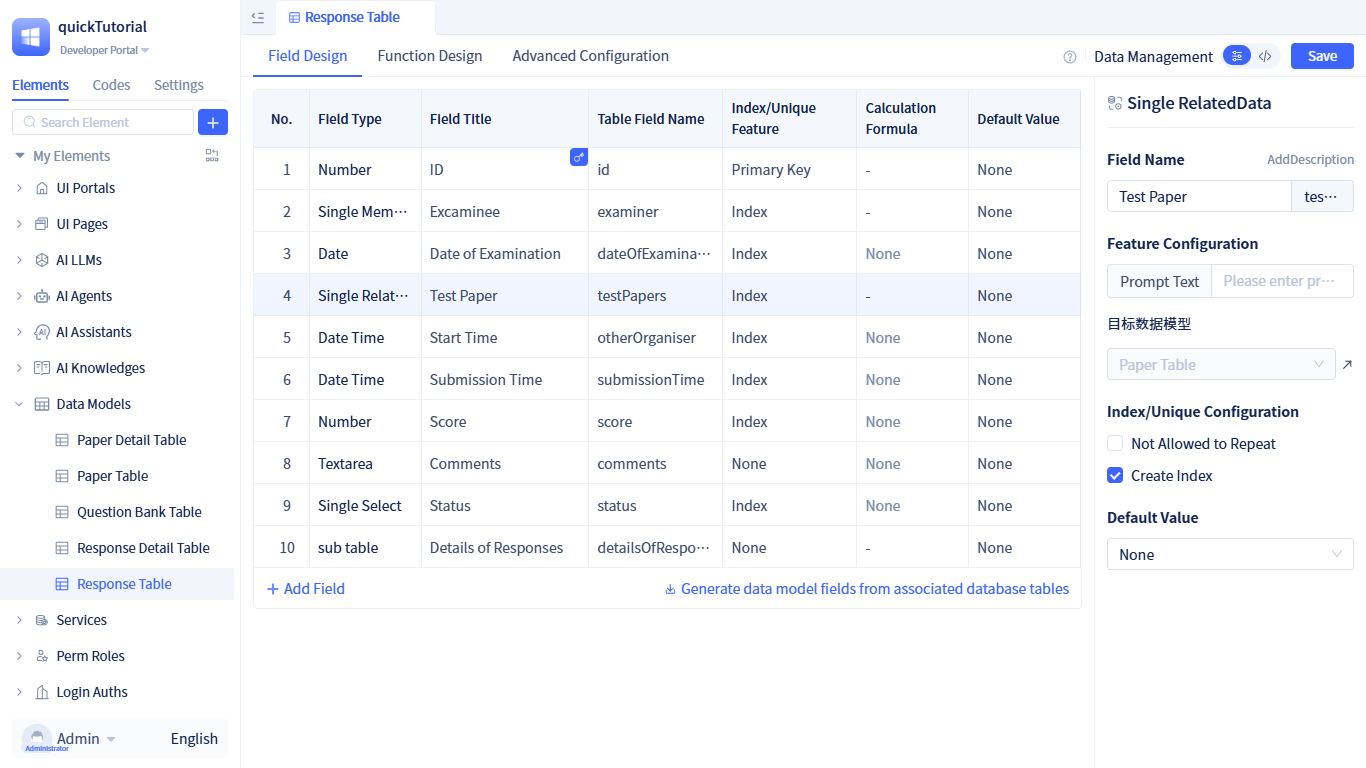 quickTutorial
Developer Portal
Elements Codes Settings
Search Element
My Elements
UI Portals
UI Pages
AI LLMs
AI Agents
AI Assistants
AI Knowledges
Data Models
Paper Detail Table
Paper Table
Question Bank Table
Response Detail Table
Response Table
Services
Perm Roles
Login Auths
Admin
Administrator
English
Response Table
Field Design Function Design Advanced Configuration
Data Management
Save
No. Field Type Field Title Table Field Name Index/Unique Feature Calculation Formula Default Value
1 Number ID id Primary Key - None
2 Single Mem··· Excaminee examiner Index - None
3 Date Date of Examination dateOfExamina··· Index None None
4 Single Relat··· Test Paper testPapers Index - None
5 Date Time Start Time otherOrganiser Index None None
6 Date Time Submission Time submissionTime Index None None
7 Number Score score Index None None
8 Textarea Comments comments None None None
9 Single Select Status status Index None None
10 sub table Details of Responses detailsOfRespo··· None - None
Add Field
Generate data model fields from associated database tables
Single RelatedData
Field Name AddDescription
Test Paper tes···
Feature Configuration
Prompt Text Please enter pr···
目标数据模型
Paper Table
Index/Unique Configuration
Not Allowed to Repeat
Create Index
Default Value
None